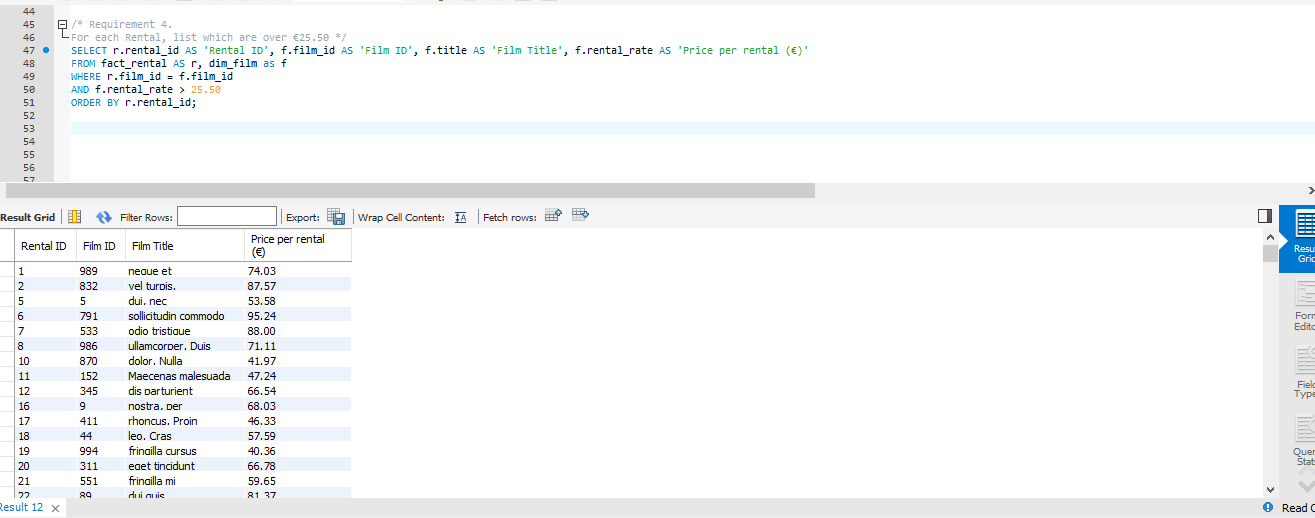 44
45 /* Requirement 4.
46 For each Rental, list which are over €25.50 */
47 SELECT r.rental_id AS 'Rental ID', f.film_id AS 'Film ID', f.title AS 'Film Title', f.rental_rate AS 'Price per rental (€)'
48 FROM fact_rental AS r, dim_film as f
49 WHERE r.film_id = f.film_id
50 AND f.rental_rate > 25.50
51 ORDER BY r.rental_id;
52
53
54
55
56
57
Result Grid Filter Rows: Export: Wrap Cell Content: Fetch rows:
Rental ID Film ID Film Title Price per rental (€)
1 989 neque et 74.03
2 832 vel turpis. 87.57
5 5 dui, nec 53.58
6 791 sollicitudin commodo 95.24
7 533 odio tristique 88.00
8 986 ullamcorper. Duis 71.11
10 870 dolor. Nulla 41.97
11 152 Maecenas malesuada 47.24
12 345 dis parturient 66.54
16 9 nostra, per 68.03
17 411 rhoncus. Proin 46.33
18 44 leo. Cras 57.59
19 994 fringilla cursus 40.36
20 311 eget tincidunt 66.78
21 551 fringilla mi 59.65
22 89 dui quis 81.37
Resu
Grid
Form
Edito
Field
Type
Quer
Stat
Result 12
Read O